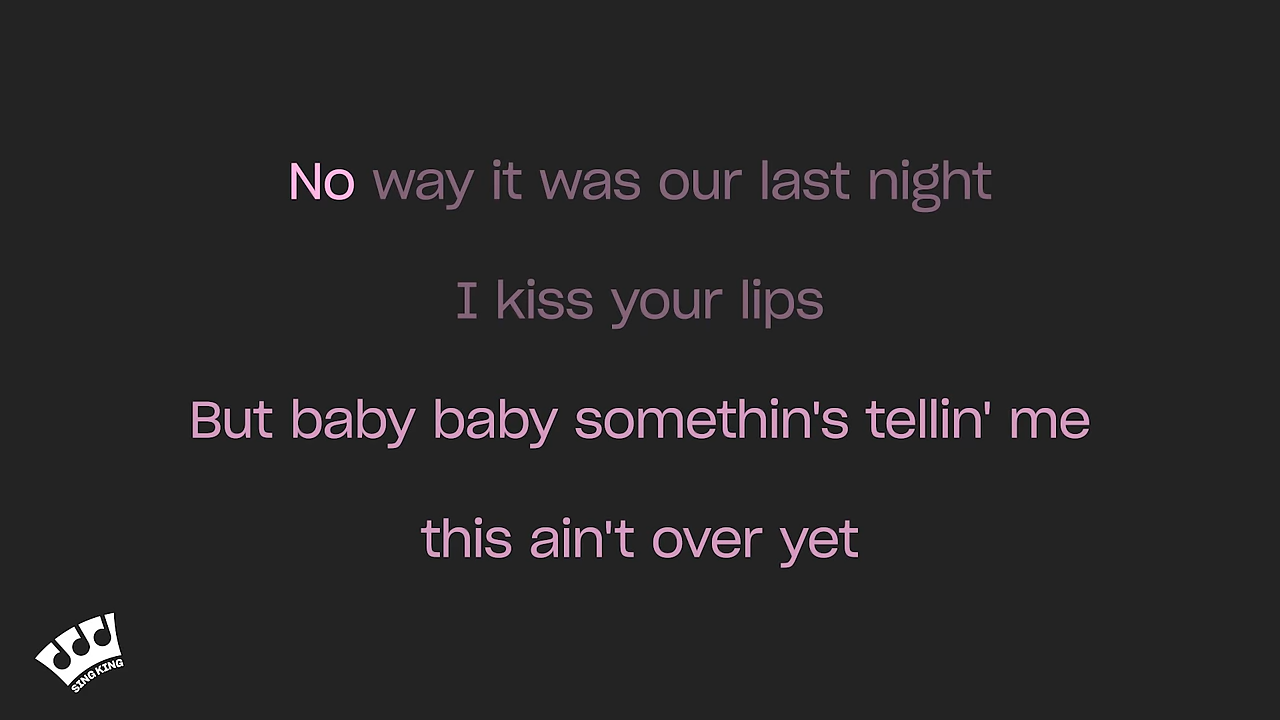 No way it was our last night
I kiss your lips
But baby baby somethin's tellin' me
this ain't over yet
SING KING